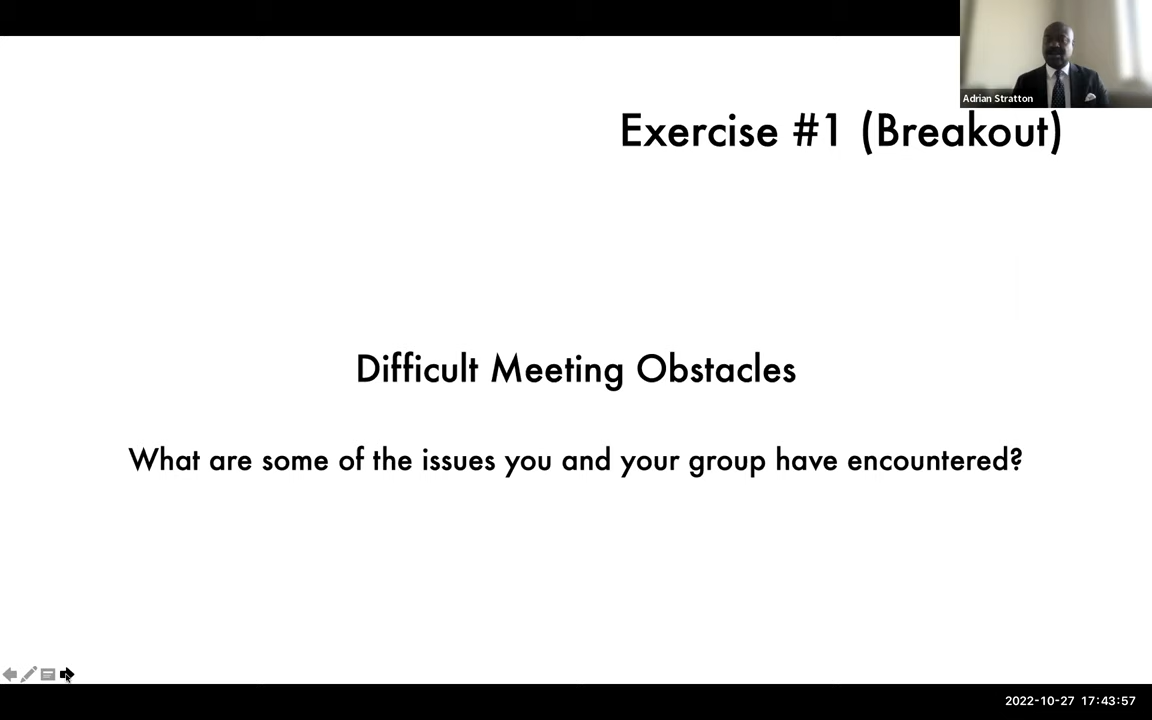 Adrian Stratton
Exercise #1 (Breakout)
Difficult Meeting Obstacles
What are some of the issues you and your group have encountered?
2022-10-27 17:43:57